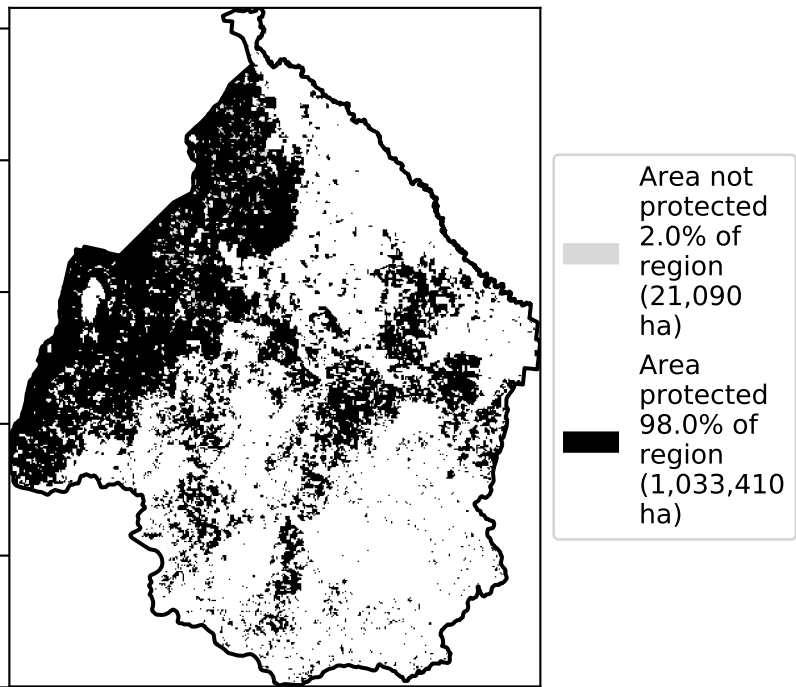 Area not
protected
2.0% of
region
(21,090
ha)
Area
protected
98.0% of
region
(1,033,410
ha)